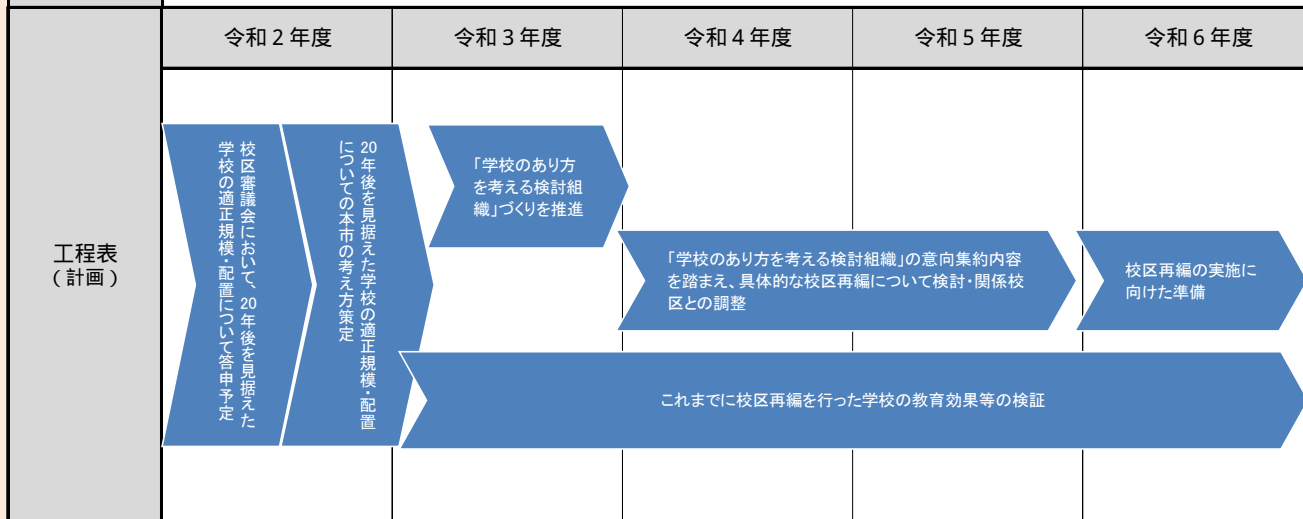 令和２年度
令和３年度
令和４年度
令和５年度
令和６年度
工程表
（計画）
校区審議会において、20年後を見据えた
学校の適正規模・配置について答申予定
20年後を見据えた学校の適正規模・配置
についての本市の考え方策定
「学校のあり方
を考える検討組
織」づくりを推進
「学校のあり方を考える検討組織」の意向集約内容
を踏まえ、具体的な校区再編について検討・関係校
区との調整
校区再編の実施に
向けた準備
これまでに校区再編を行った学校の教育効果等の検証